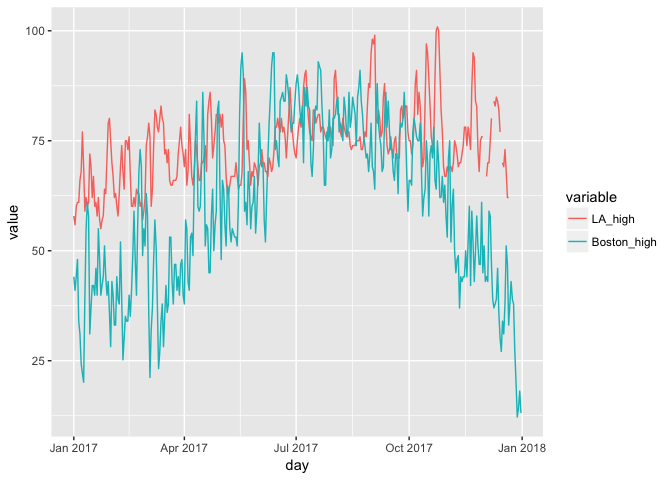 100
75
50
25
value
Jan 2017
Apr 2017
Jul 2017
Oct 2017
Jan 2018
day
variable
LA_high
Boston_high